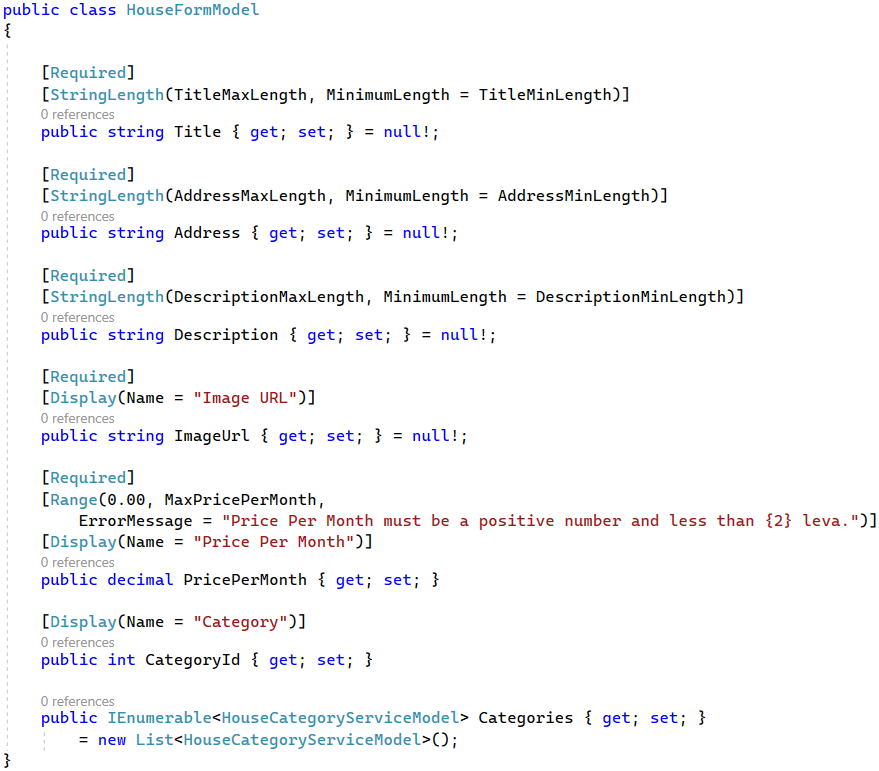 public class HouseFormModel
{
[Required]
[StringLength(TitleMaxLength, MinimumLength = TitleMinLength)]
0 references
public string Title { get; set; } = null!;
[Required]
[StringLength(AddressMaxLength, MinimumLength = AddressMinLength)]
0 references
public string Address { get; set; } = null!;
[Required]
[StringLength(DescriptionMaxLength, MinimumLength = DescriptionMinLength)]
0 references
public string Description { get; set; } = null!;
[Required]
[Display(Name = "Image URL")]
0 references
public string ImageUrl { get; set; } = null!;
[Required]
[Range(0.00, MaxPricePerMonth,
ErrorMessage = "Price Per Month must be a positive number and less than {2} leva.")]
[Display(Name = "Price Per Month")]
0 references
public decimal PricePerMonth { get; set; }
[Display(Name = "Category")]
0 references
public int CategoryId { get; set; }
0 references
public IEnumerable<HouseCategoryServiceModel> Categories { get; set; }
= new List<HouseCategoryServiceModel>();
}